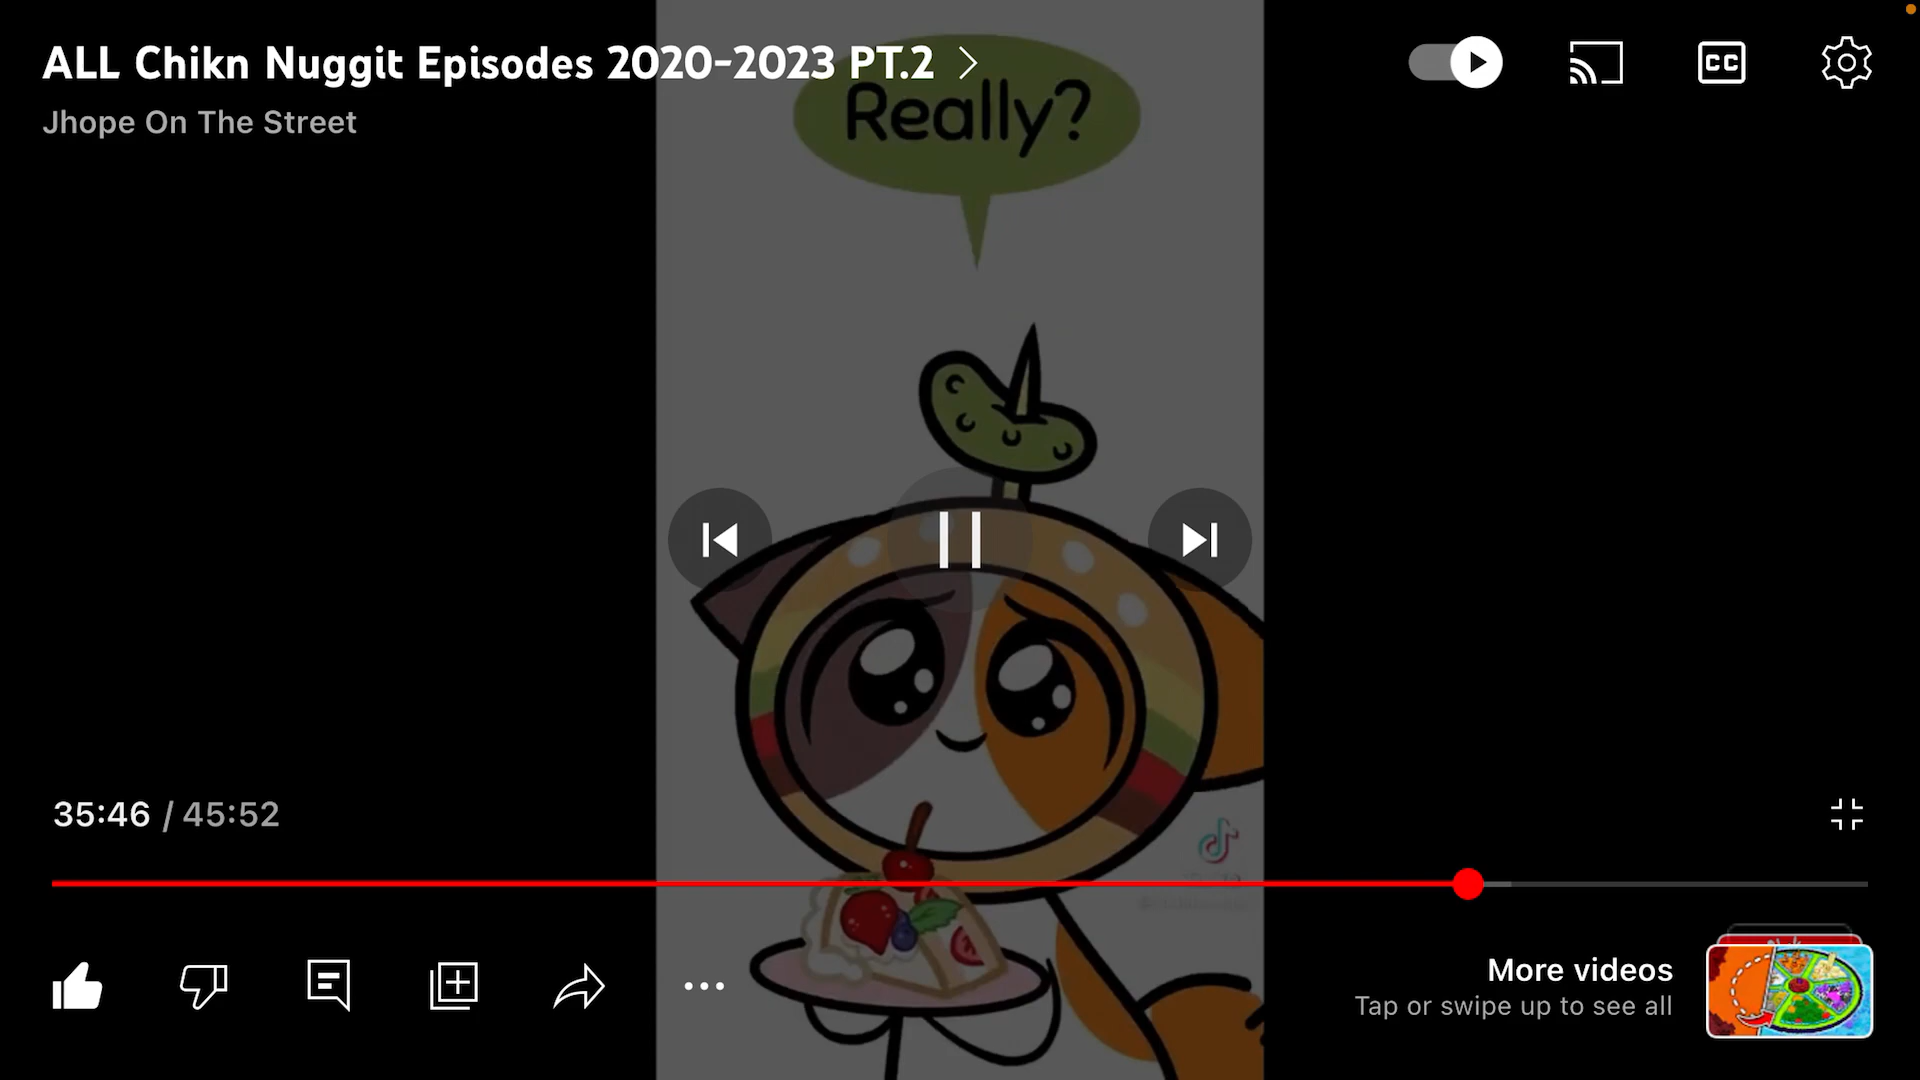 ALL Chikn Nuggit Episodes 2020-2023 PT.2
Jhope On The Street
CC
Really?
35:46 / 45:52
More videos
Tap or swipe up to see all